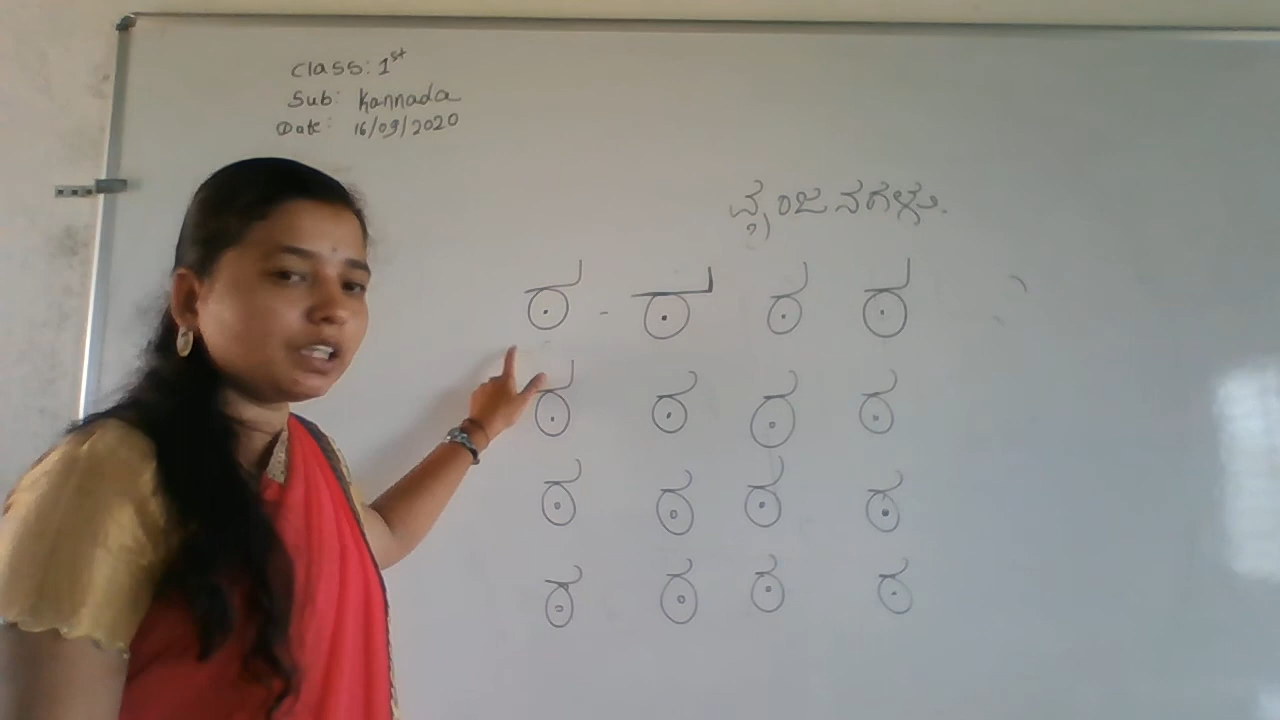 Class: 1st
Sub: Kannada
Date: 16/09/2020
ವ್ಯಂಜನಗಳು.
ಠ - ಠ ಠ ಠ
ಠ ಠ ಠ ಠ
ಠ ಠ ಠ ಠ
ಠ ಠ ಠ ಠ